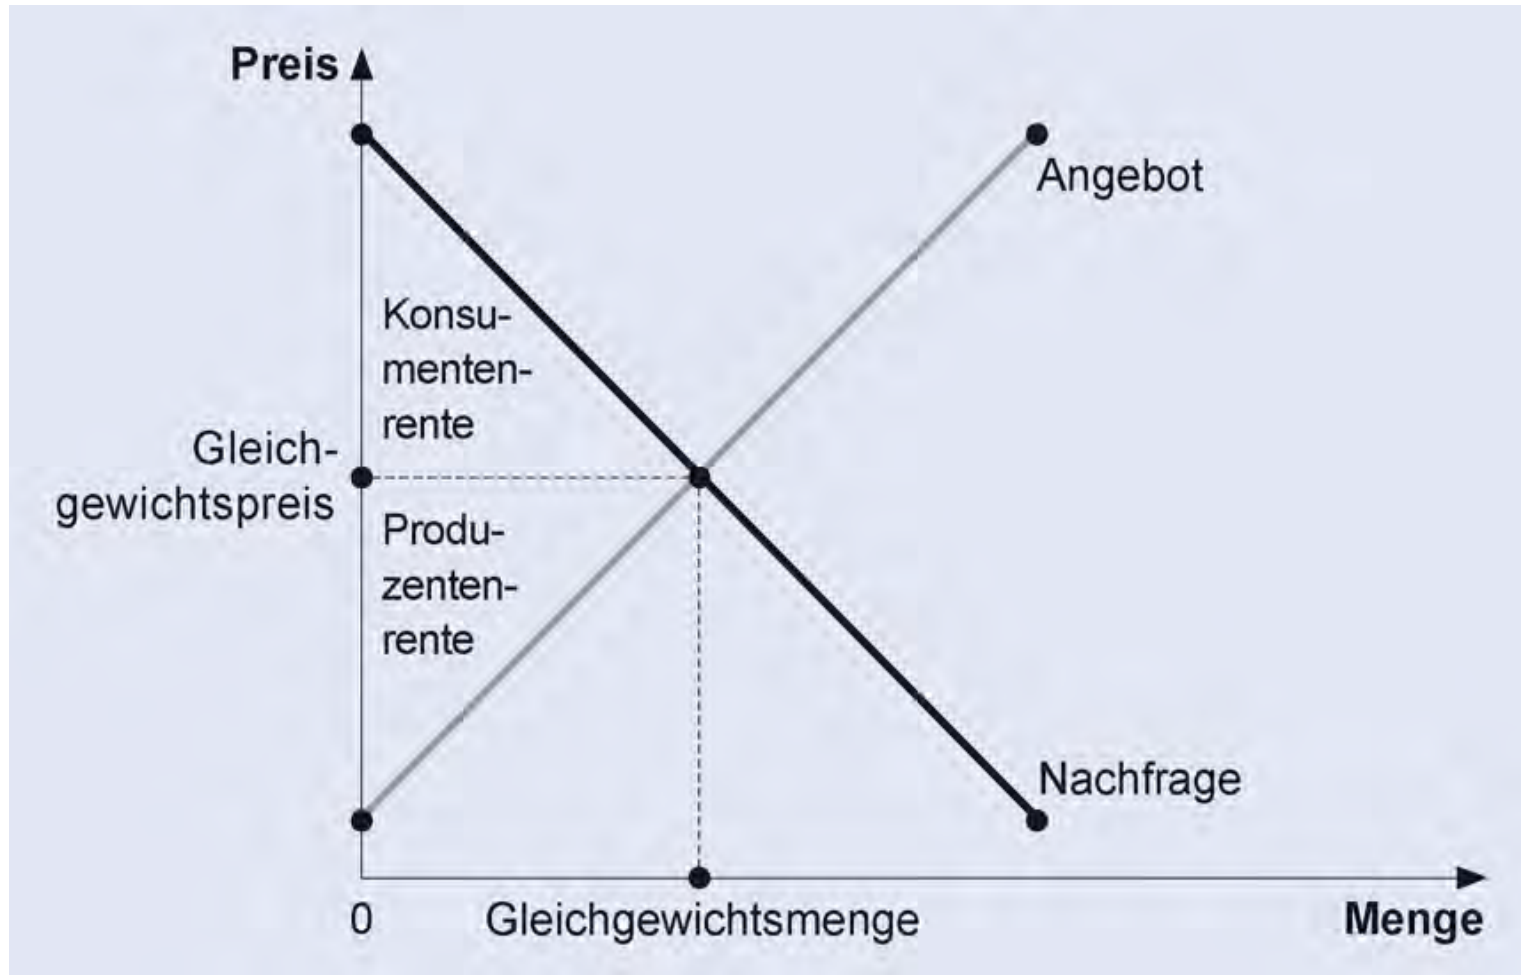 Preis
Angebot
Konsu-
menten-
rente
Gleich-
gewichtspreis
Produ-
zenten-
rente
Nachfrage
0
Gleichgewichtsmenge
Menge